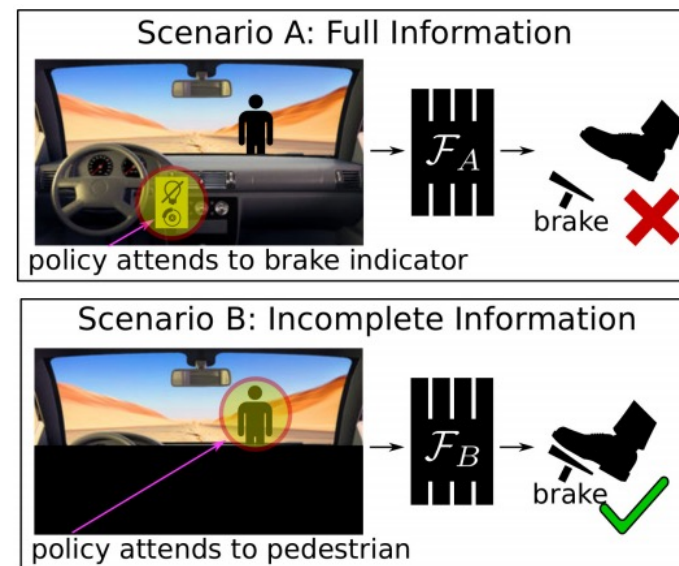 Scenario A: Full Information
F_A
brake
policy attends to brake indicator
Scenario B: Incomplete Information
F_B
brake
policy attends to pedestrian